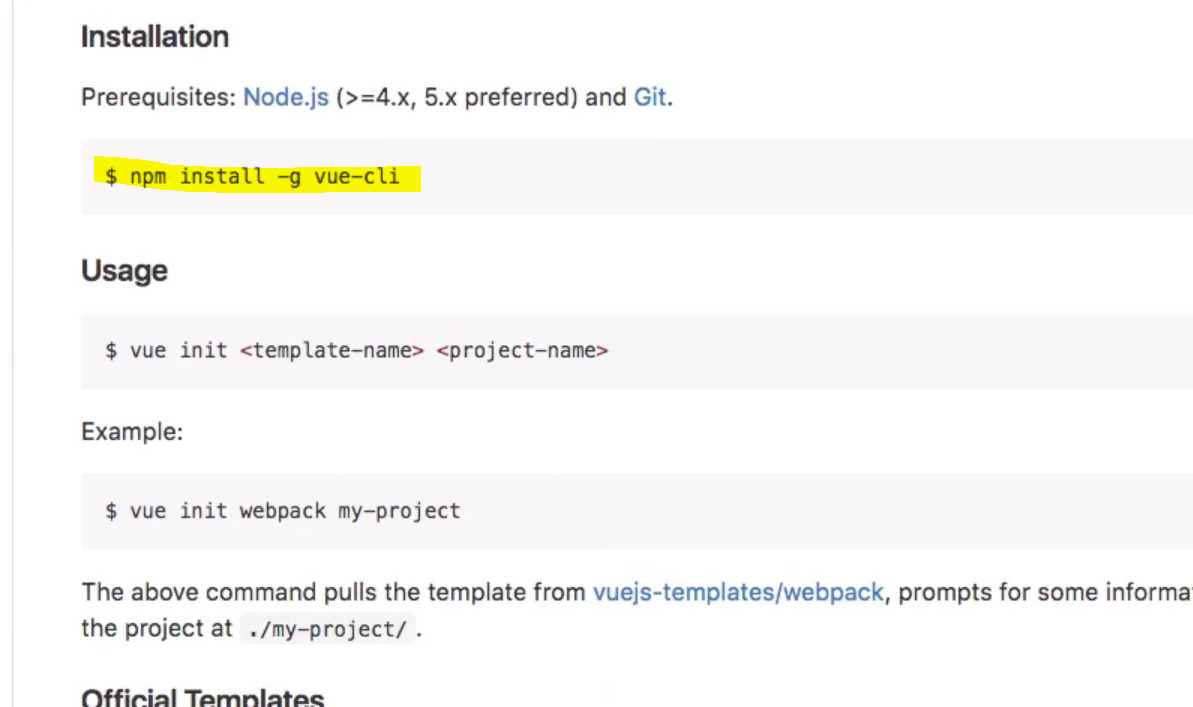 Installation
Prerequisites: Node.js (>=4.x, 5.x preferred) and Git.
$ npm install -g vue-cli
Usage
$ vue init <template-name> <project-name>
Example:
$ vue init webpack my-project
The above command pulls the template from vuejs-templates/webpack, prompts for some informa
the project at ./my-project/ .
Official Templates